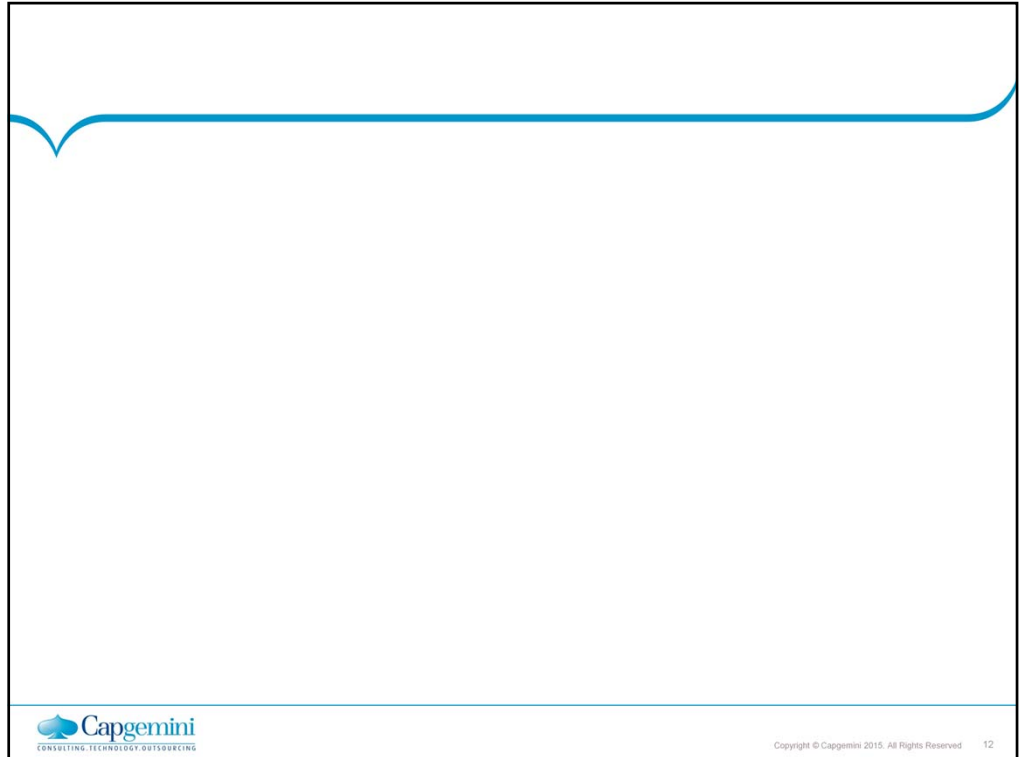 Capgemini
CONSULTING.TECHNOLOGY.OUTSOURCING
Copyright © Capgemini 2015. All Rights Reserved 12